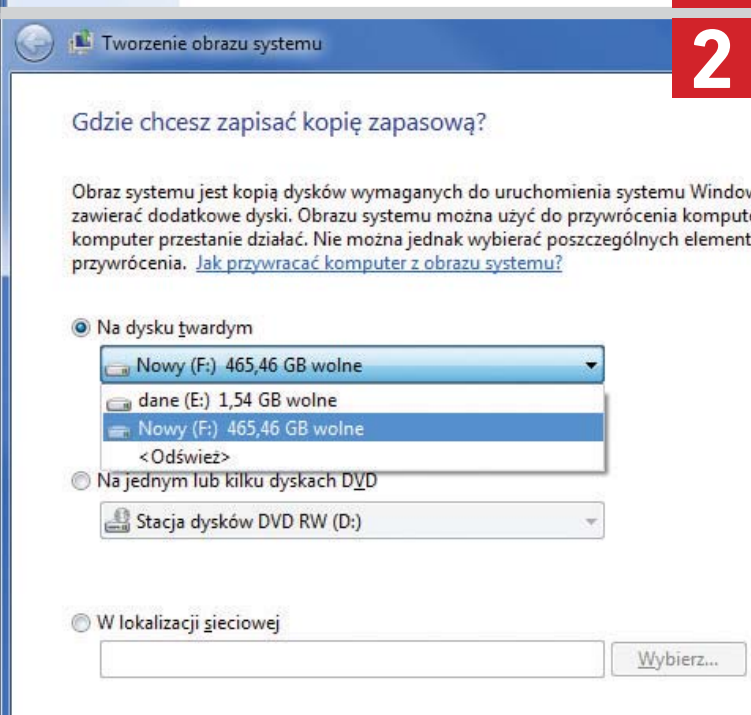 Tworzenie obrazu systemu
2
Gdzie chcesz zapisać kopię zapasową?
Obraz systemu jest kopią dysków wymaganych do uruchomienia systemu Window
zawierać dodatkowe dyski. Obrazu systemu można użyć do przywrócenia kompute
komputer przestanie działać. Nie można jednak wybierać poszczególnych element
przywrócenia. Jak przywracać komputer z obrazu systemu?
Na dysku twardym
Nowy (F:) 465,46 GB wolne
dane (E:) 1,54 GB wolne
Nowy (F:) 465,46 GB wolne
<Odśwież>
Na jednym lub kilku dyskach DVD
Stacja dysków DVD RW (D:)
W lokalizacji sieciowej
Wybierz...